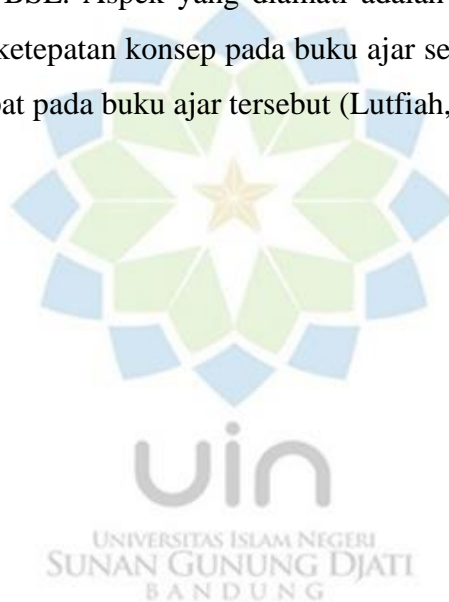 BSE. Aspek yang diamati adalah
ketepatan konsep pada buku ajar se
pat pada buku ajar tersebut (Lutfiah,
uin
UNIVERSITAS ISLAM NEGERI
SUNAN GUNUNG DJATI
BANDUNG